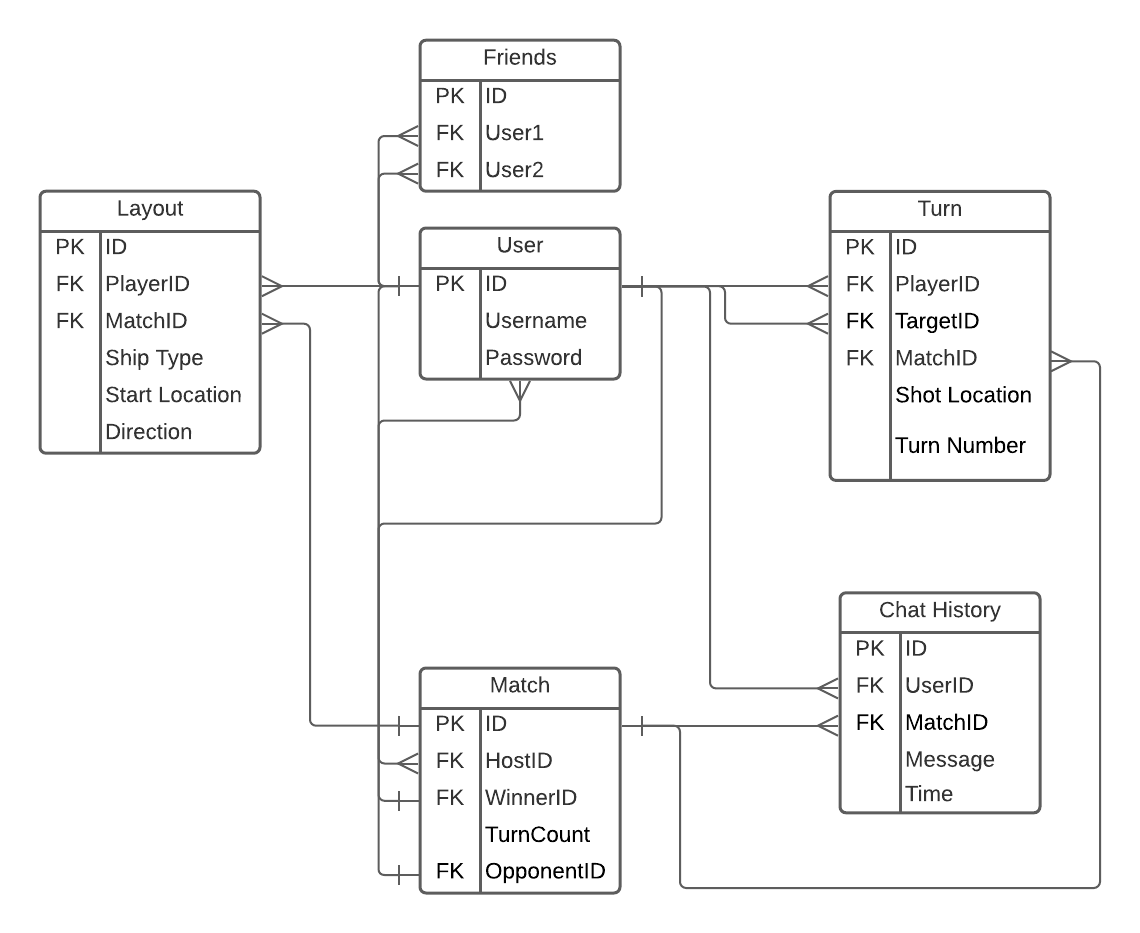 Friends
PK ID
FK User1
FK User2
Layout
PK ID
FK PlayerID
FK MatchID
Ship Type
Start Location
Direction
User
PK ID
Username
Password
Turn
PK ID
FK PlayerID
FK TargetID
FK MatchID
Shot Location
Turn Number
Match
PK ID
FK HostID
FK WinnerID
TurnCount
FK OpponentID
Chat History
PK ID
FK UserID
FK MatchID
Message
Time